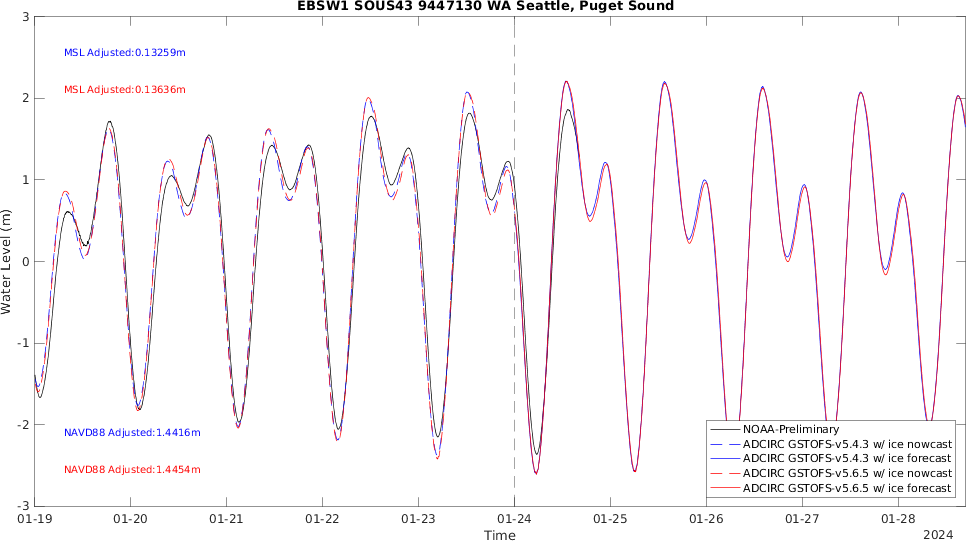 EBSW1 SOUS43 9447130 WA Seattle, Puget Sound
3
MSL Adjusted:0.13259m
MSL Adjusted:0.13636m
2
1
0
-1
-2
-3
Water Level (m)
NAVD88 Adjusted:1.4416m
NAVD88 Adjusted:1.4454m
NOAA-Preliminary
ADCIRC GSTOFS-v5.4.3 w/ ice nowcast
ADCIRC GSTOFS-v5.4.3 w/ ice forecast
ADCIRC GSTOFS-v5.6.5 w/ ice nowcast
ADCIRC GSTOFS-v5.6.5 w/ ice forecast
01-19 01-20 01-21 01-22 01-23 01-24 01-25 01-26 01-27 01-28
Time
2024